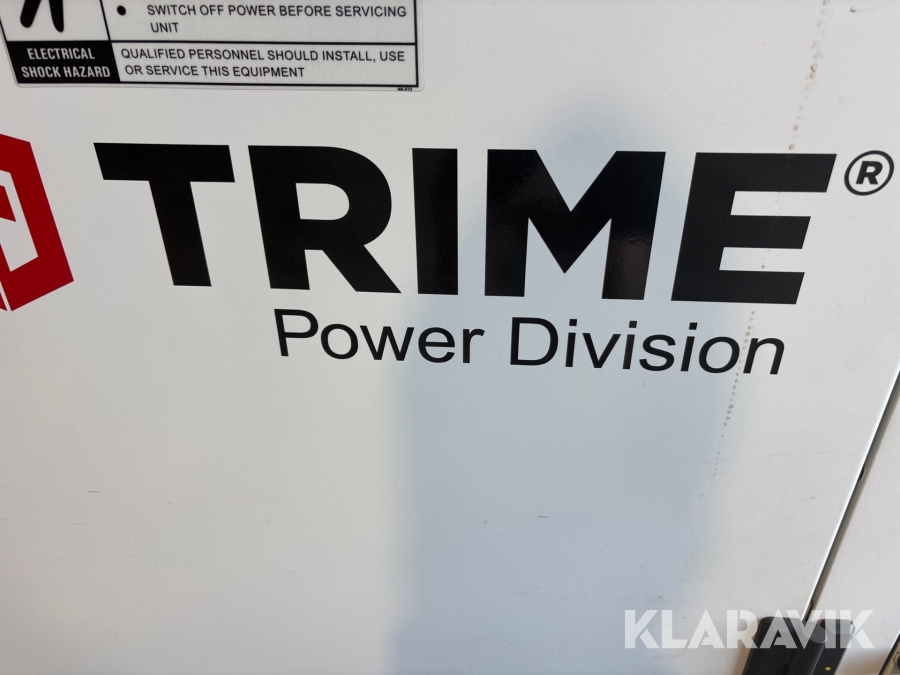 • SWITCH OFF POWER BEFORE SERVICING
UNIT
ELECTRICAL
SHOCK HAZARD
QUALIFIED PERSONNEL SHOULD INSTALL, USE
OR SERVICE THIS EQUIPMENT
TRIME®
Power Division
KLARAVIK